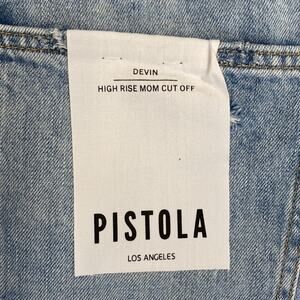 DEVIN
HIGH RISE MOM CUT OFF
PISTOLA
LOS ANGELES